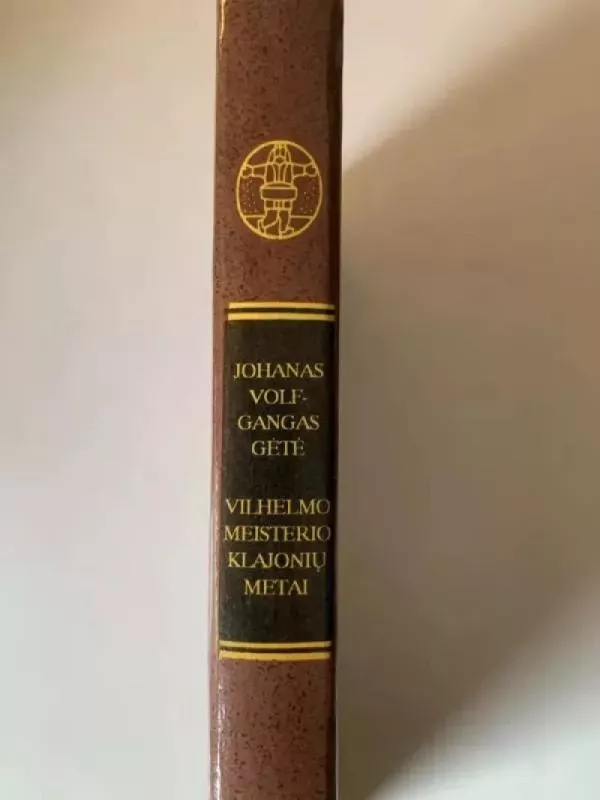 JOHANAS
VOLF-
GANGAS
GĖTĖ
VILHELMO
MEISTERIO
KLAJONIŲ
METAI